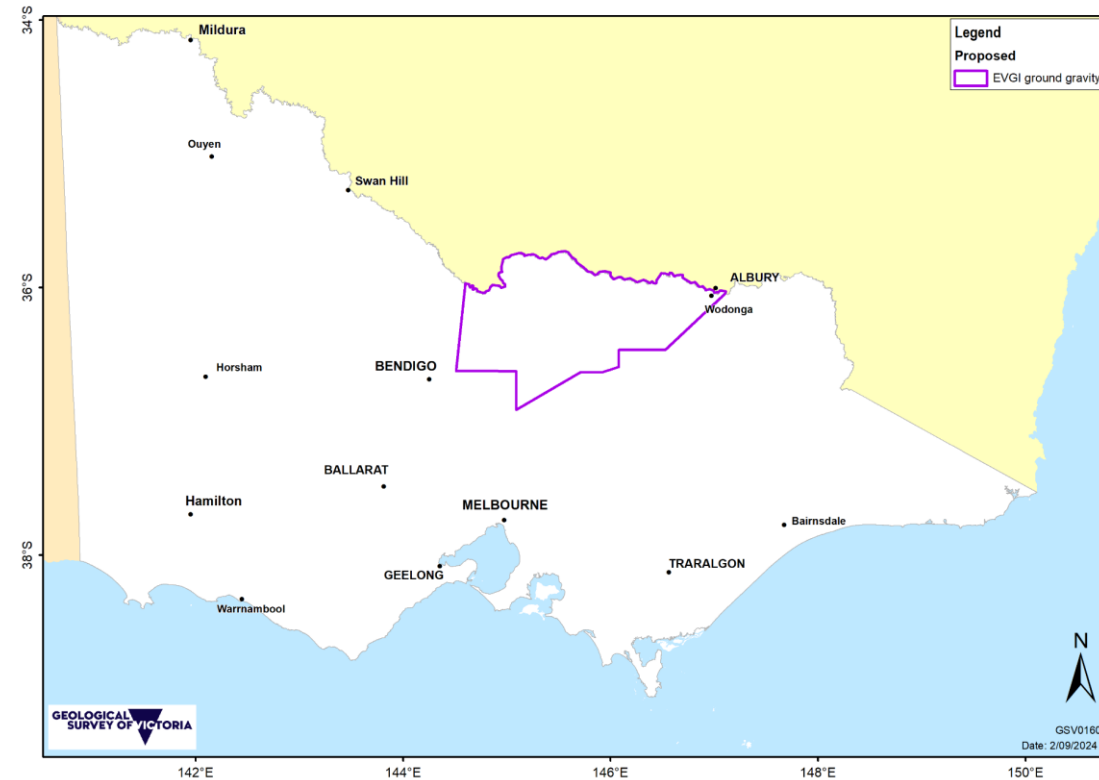 34°S
36°S
38°S
Mildura
Ouyen
Swan Hill
ALBURY
Wodonga
Horsham
BENDIGO
BALLARAT
Hamilton
MELBOURNE
Bairnsdale
GEELONG
TRARALGON
Warrnambool
Legend
Proposed
EVGI ground gravity
N
GEOLOGICAL
SURVEY OF VICTORIA
GSV0160
Date: 2/09/2024
142°E
144°E
146°E
148°E
150°E